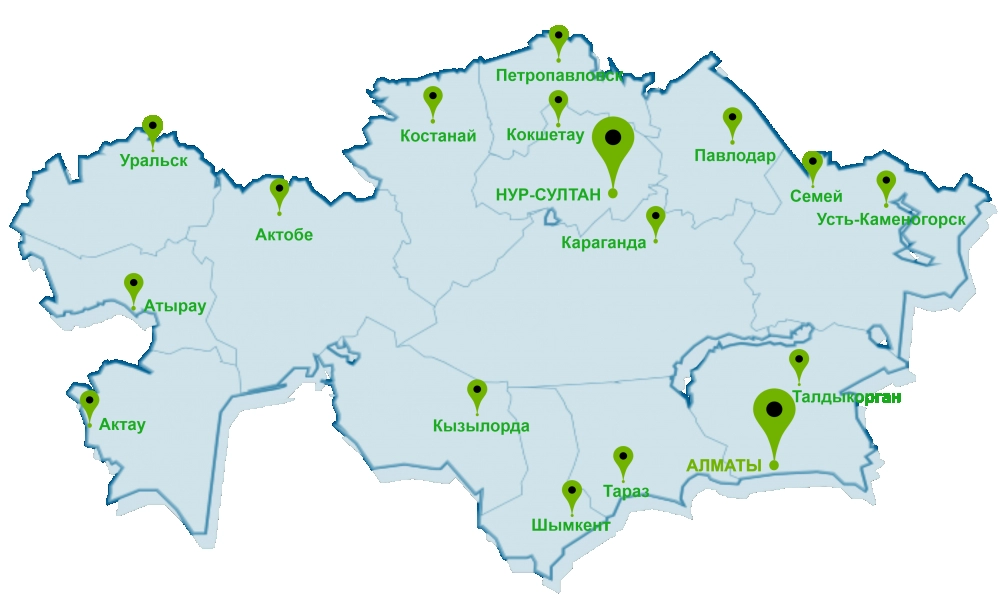 Петропавловск
Костанай
Кокшетау
Павлодар
Уральск
НУР-СУЛТАН
Семей
Усть-Каменогорск
Актобе
Караганда
Атырау
Талдыкорган
Актау
Кызылорда
АЛМАТЫ
Тараз
Шымкент